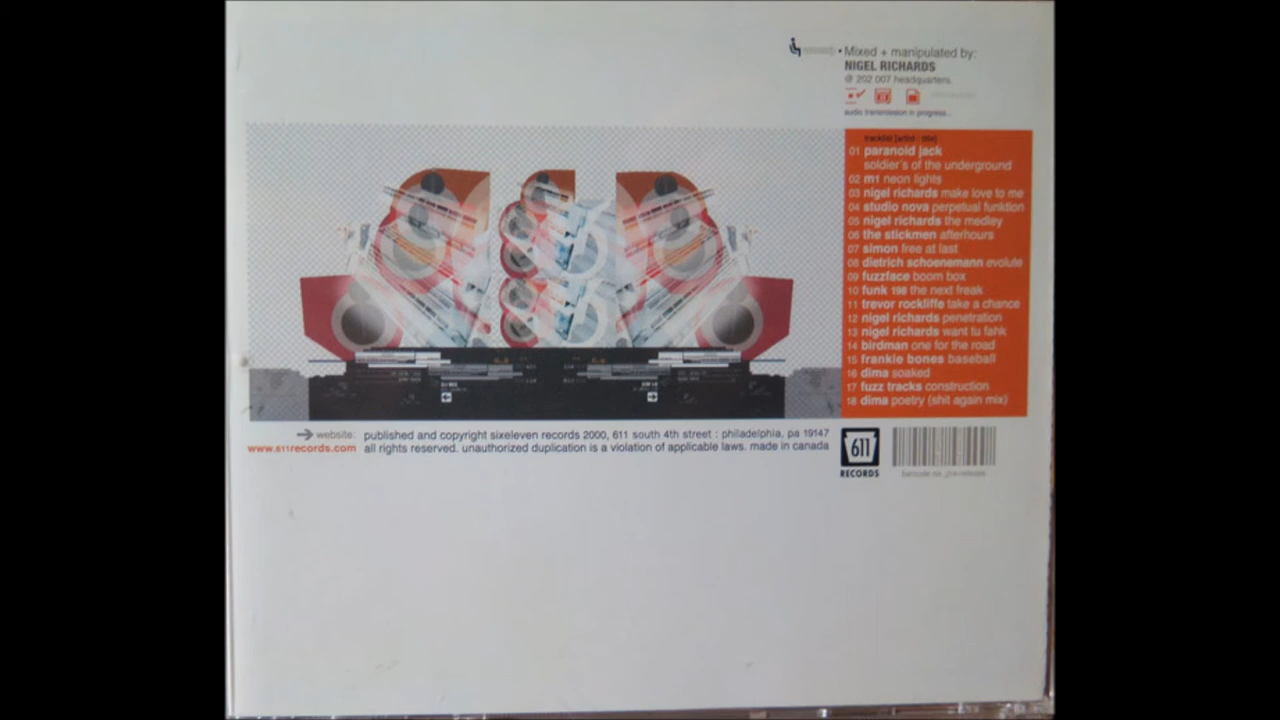 • Mixed + manipulated by:
NIGEL RICHARDS
@ 202 007 headquarters
audio transmission in progress...
tracklist [artist : title]
01 paranoid jack
soldier's of the underground
02 m1 neon lights
03 nigel richards make love to me
04 studio nova perpetual funktion
05 nigel richards the medley
06 the stickmen afterhours
07 simon free at last
08 dietrich schoenemann evolute
09 fuzzface boom box
10 funk 198 the next freak
11 trevor rockliffe take a chance
12 nigel richards penetration
13 nigel richards want tu fahk
14 birdman one for the road
15 frankie bones baseball
16 dima soaked
17 fuzz tracks construction
18 dima poetry (shit again mix)
website: published and copyright sixeleven records 2000, 611 south 4th street : philadelphia, pa 19147
www.611records.com all rights reserved. unauthorized duplication is a violation of applicable laws. made in canada
611
RECORDS